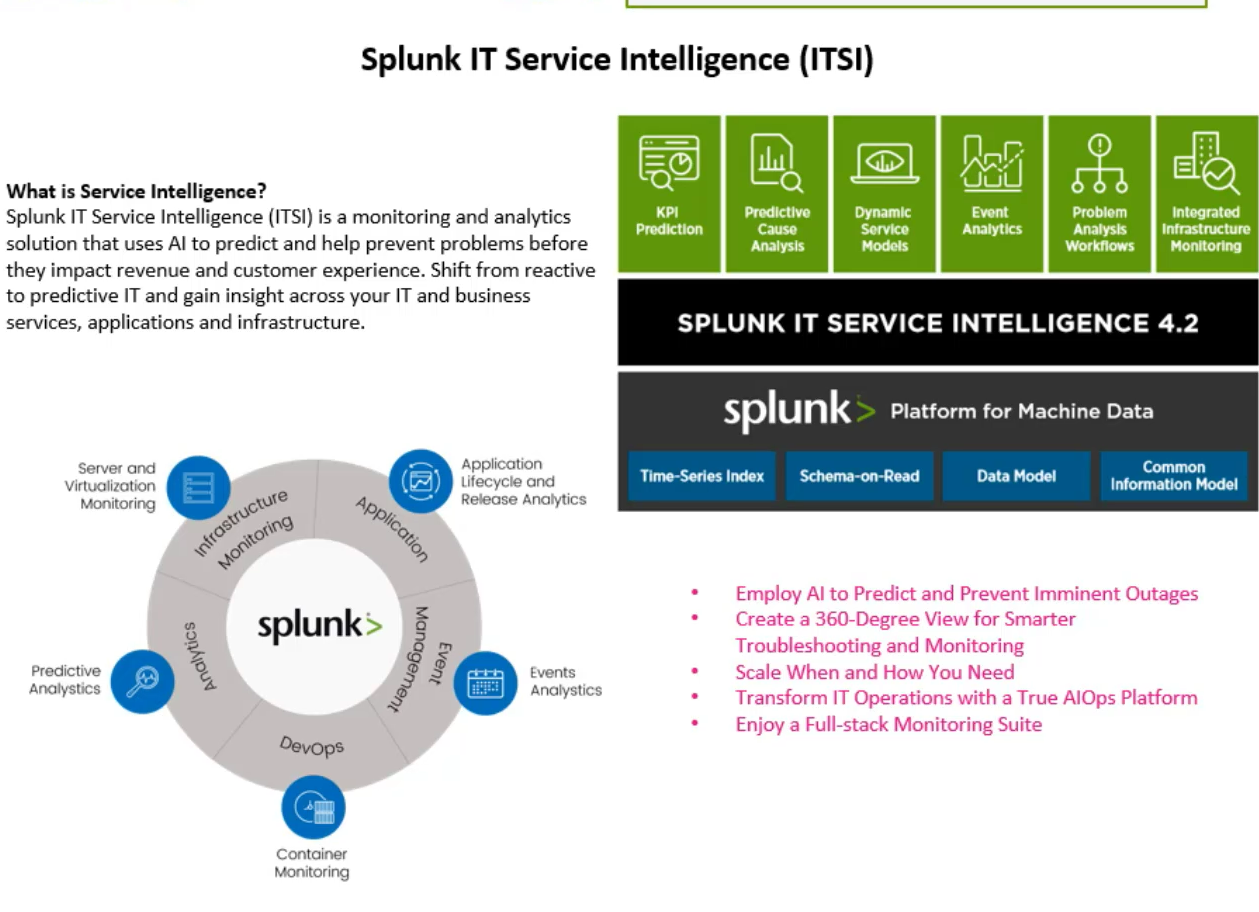 Splunk IT Service Intelligence (ITSI)
What is Service Intelligence?
Splunk IT Service Intelligence (ITSI) is a monitoring and analytics
solution that uses AI to predict and help prevent problems before
they impact revenue and customer experience. Shift from reactive
to predictive IT and gain insight across your IT and business
services, applications and infrastructure.
KPI
Prediction
Predictive
Cause
Analysis
Dynamic
Service
Models
Event
Analytics
Problem
Analysis
Workflows
Integrated
Infrastructure
Monitoring
SPLUNK IT SERVICE INTELLIGENCE 4.2
splunk> Platform for Machine Data
Time-Series Index
Schema-on-Read
Data Model
Common
Information Model
Server and
Virtualization
Monitoring
Application
Lifecycle and
Release Analytics
Infrastructure
Monitoring
Application
splunk>
Analytics
Event
Management
DevOps
Predictive
Analystics
Events
Analystics
Container
Monitoring
• Employ AI to Predict and Prevent Imminent Outages
• Create a 360-Degree View for Smarter
Troubleshooting and Monitoring
• Scale When and How You Need
• Transform IT Operations with a True AIOps Platform
• Enjoy a Full-stack Monitoring Suite